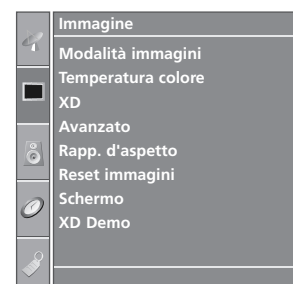 Immagine
Modalità immagini
Temperatura colore
XD
Avanzato
Rapp. d'aspetto
Reset immagini
Schermo
XD Demo